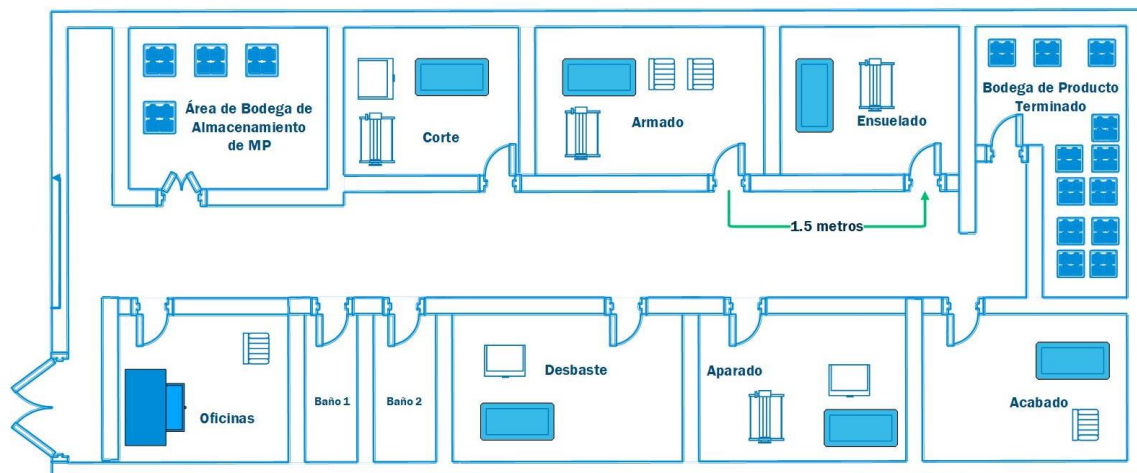 Área de Bodega de
Almacenamiento
de MP
Corte
Armado
Ensuelado
Bodega de Producto
Terminado
1.5 metros
Oficinas
Baño 1
Baño 2
Desbaste
Aparado
Acabado